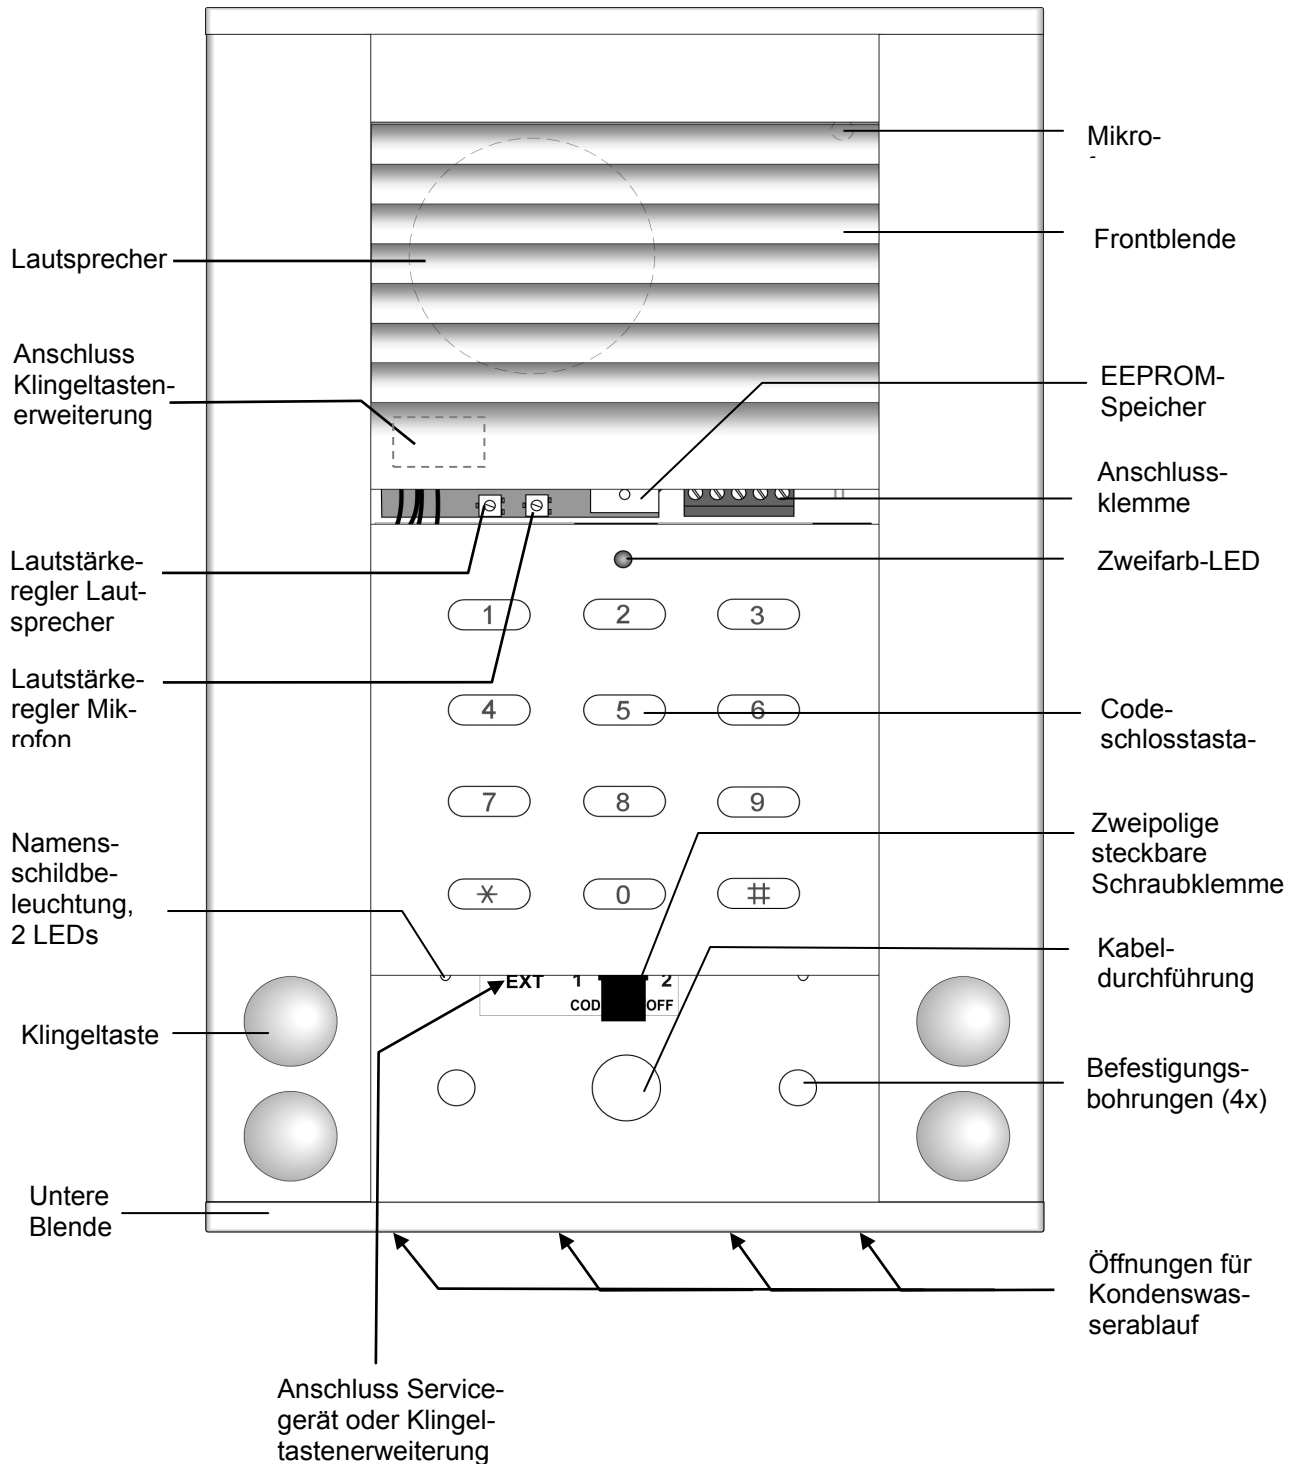 Mikro-
Lautsprecher
Frontblende
Anschluss
Klingeltasten-
erweiterung
EEPROM-
Speicher
Anschluss-
klemme
Zweifarb-LED
Lautstärke-
regler Laut-
sprecher
1 2 3
Lautstärke-
regler Mik-
rofon
4 5 6
Code-
schlosstasta-
7 8 9
Namens-
schildbe-
leuchtung,
2 LEDs
Zweipolige
steckbare
Schraubklemme
* 0 #
Kabel-
durchführung
EXT 1 2
COD OFF
Klingeltaste
Befestigungs-
bohrungen (4x)
Untere
Blende
Öffnungen für
Kondenswas-
serablauf
Anschluss Service-
gerät oder Klingel-
tastenerweiterung